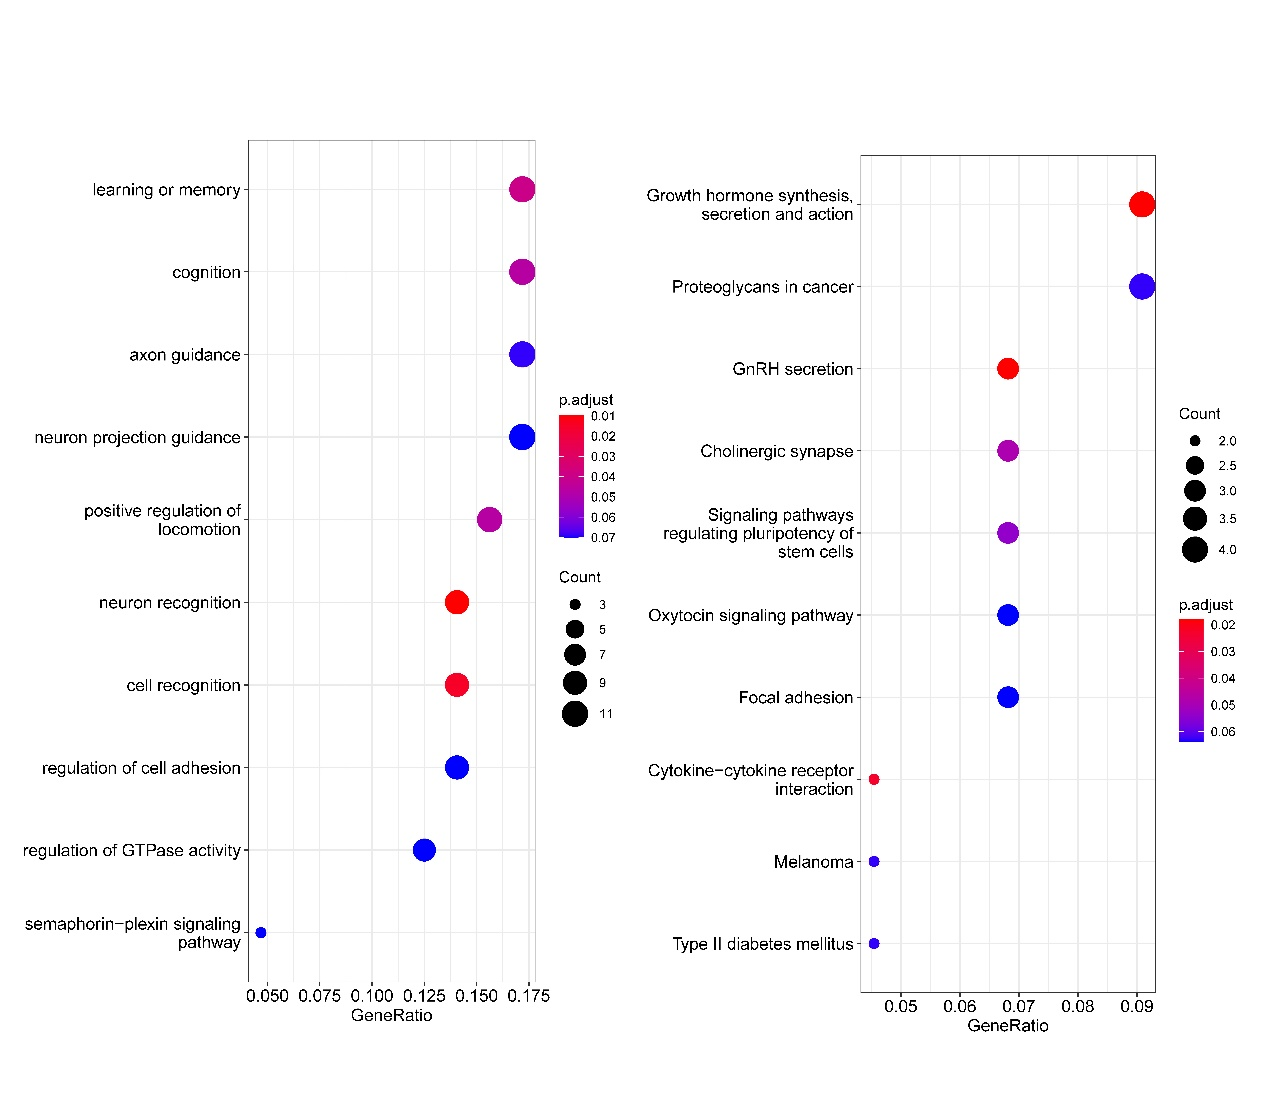 learning or memory
cognition
axon guidance
neuron projection guidance
positive regulation of
locomotion
neuron recognition
cell recognition
regulation of cell adhesion
regulation of GTPase activity
semaphorin−plexin signaling
pathway
0.050 0.075 0.100 0.125 0.150 0.175
GeneRatio
p.adjust
0.01
0.02
0.03
0.04
0.05
0.06
0.07
Count
3
5
7
9
11
Growth hormone synthesis,
secretion and action
Proteoglycans in cancer
GnRH secretion
Cholinergic synapse
Signaling pathways
regulating pluripotency of
stem cells
Oxytocin signaling pathway
Focal adhesion
Cytokine−cytokine receptor
interaction
Melanoma
Type II diabetes mellitus
0.05 0.06 0.07 0.08 0.09
GeneRatio
Count
2.0
2.5
3.0
3.5
4.0
p.adjust
0.02
0.03
0.04
0.05
0.06